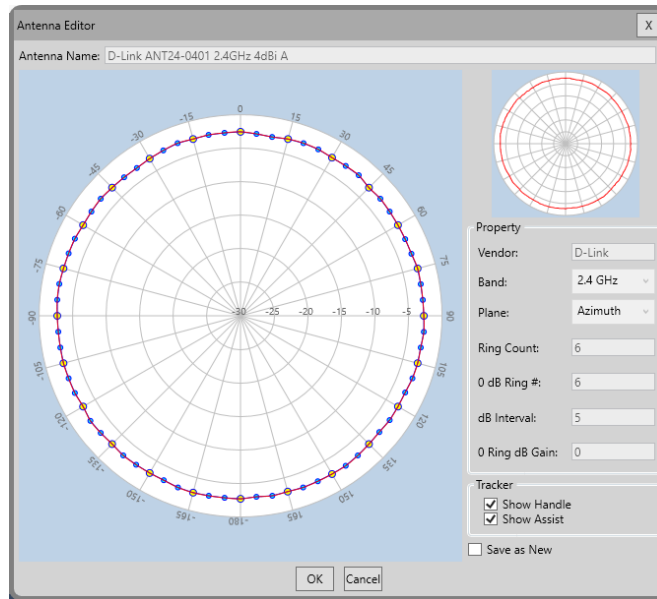 Antenna Editor
X
Antenna Name: D-Link ANT24-0401 2.4GHz 4dBi A
0
-15 15
-30 30
-45 45
-60 60
-75 75
-30 -25 -20 -15 -10 -5
-90 90
-105 105
-120 120
-135 135
-150 150
-165 165
-180
Property
Vendor: D-Link
Band: 2.4 GHz
Plane: Azimuth
Ring Count: 6
0 dB Ring #: 6
dB Interval: 5
0 Ring dB Gain: 0
Tracker
Show Handle
Show Assist
Save as New
OK Cancel